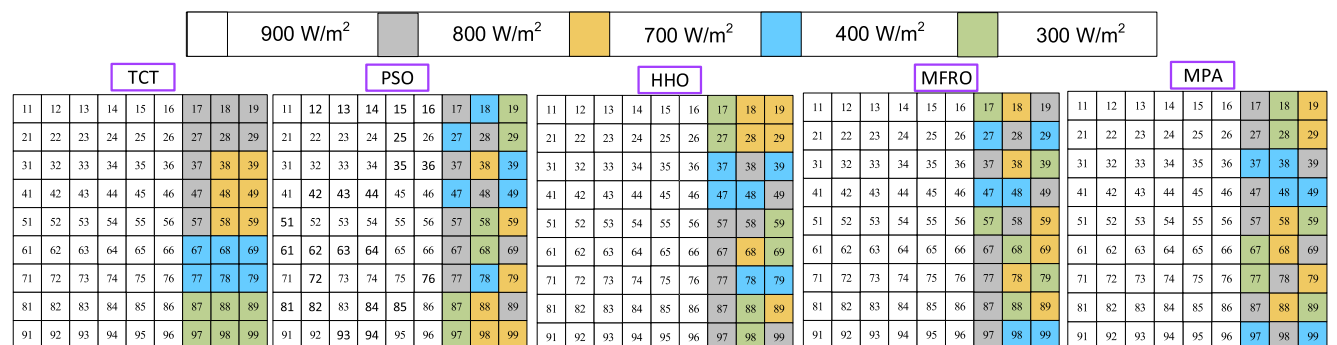 900 W/m² 800 W/m² 700 W/m² 400 W/m² 300 W/m²
TCT PSO HHO MFRO MPA
11 12 13 14 15 16 17 18 19 11 12 13 14 15 16 17 18 19 11 12 13 14 15 16 17 18 19 11 12 13 14 15 16 17 18 19 11 12 13 14 15 16 17 18 19
21 22 23 24 25 26 27 28 29 21 22 23 24 25 26 27 28 29 21 22 23 24 25 26 27 28 29 21 22 23 24 25 26 27 28 29 21 22 23 24 25 26 27 28 29
31 32 33 34 35 36 37 38 39 31 32 33 34 35 36 37 38 39 31 32 33 34 35 36 37 38 39 31 32 33 34 35 36 37 38 39 31 32 33 34 35 36 37 38 39
41 42 43 44 45 46 47 48 49 41 42 43 44 45 46 47 48 49 41 42 43 44 45 46 47 48 49 41 42 43 44 45 46 47 48 49 41 42 43 44 45 46 47 48 49
51 52 53 54 55 56 57 58 59 51 52 53 54 55 56 57 58 59 51 52 53 54 55 56 57 58 59 51 52 53 54 55 56 57 58 59 51 52 53 54 55 56 57 58 59
61 62 63 64 65 66 67 68 69 61 62 63 64 65 66 67 68 69 61 62 63 64 65 66 67 68 69 61 62 63 64 65 66 67 68 69 61 62 63 64 65 66 67 68 69
71 72 73 74 75 76 77 78 79 71 72 73 74 75 76 77 78 79 71 72 73 74 75 76 77 78 79 71 72 73 74 75 76 77 78 79 71 72 73 74 75 76 77 78 79
81 82 83 84 85 86 87 88 89 81 82 83 84 85 86 87 88 89 81 82 83 84 85 86 87 88 89 81 82 83 84 85 86 87 88 89 81 82 83 84 85 86 87 88 89
91 92 93 94 95 96 97 98 99 91 92 93 94 95 96 97 98 99 91 92 93 94 95 96 97 98 99 91 92 93 94 95 96 97 98 99 91 92 93 94 95 96 97 98 99